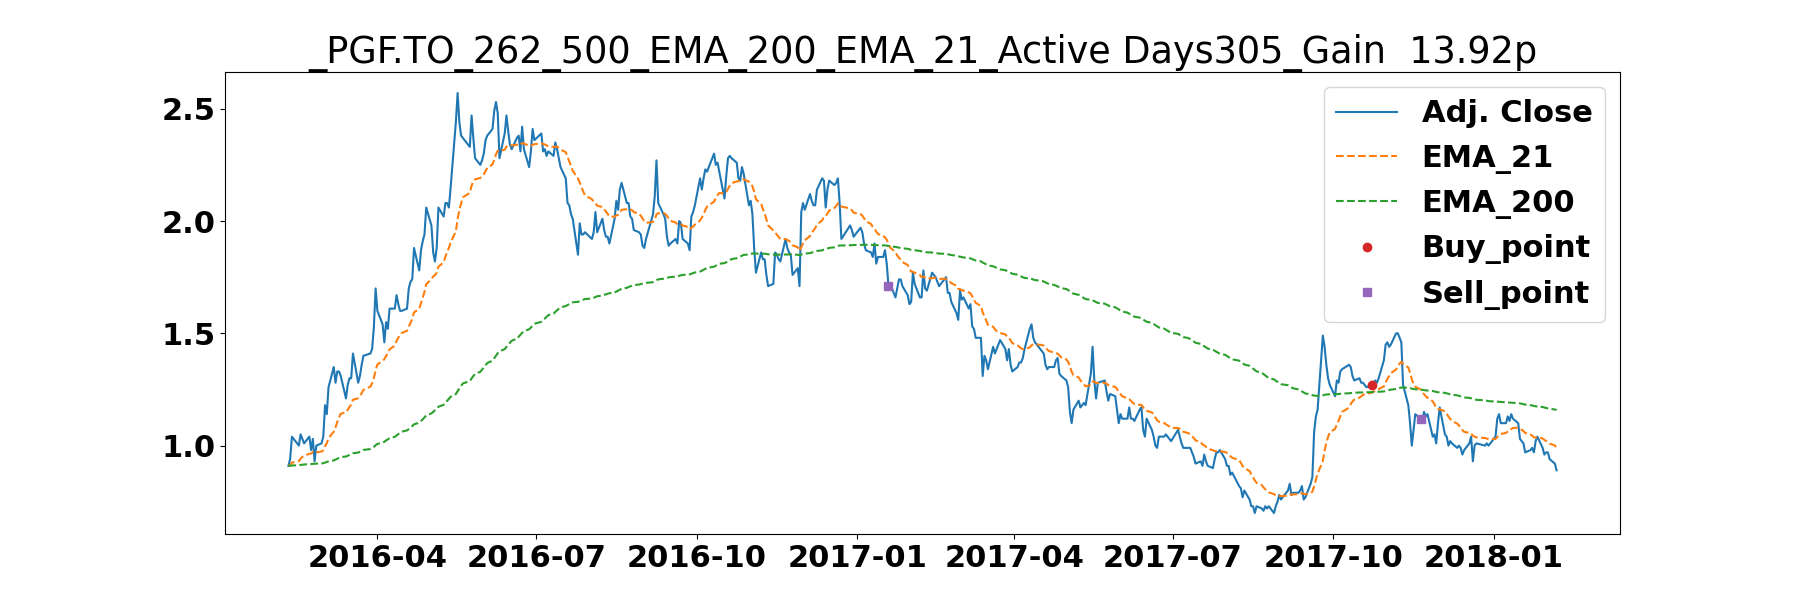 _PGF.TO_262_500_EMA_200_EMA_21_Active Days305_Gain  13.92p
2.5
2.0
1.5
1.0
Adj. Close
EMA_21
EMA_200
Buy_point
Sell_point
2016-04 2016-07 2016-10 2017-01 2017-04 2017-07 2017-10 2018-01